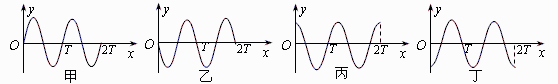 y y y y
O T 2T x O T 2T x O T 2T x O T 2T x
甲 乙 丙 丁